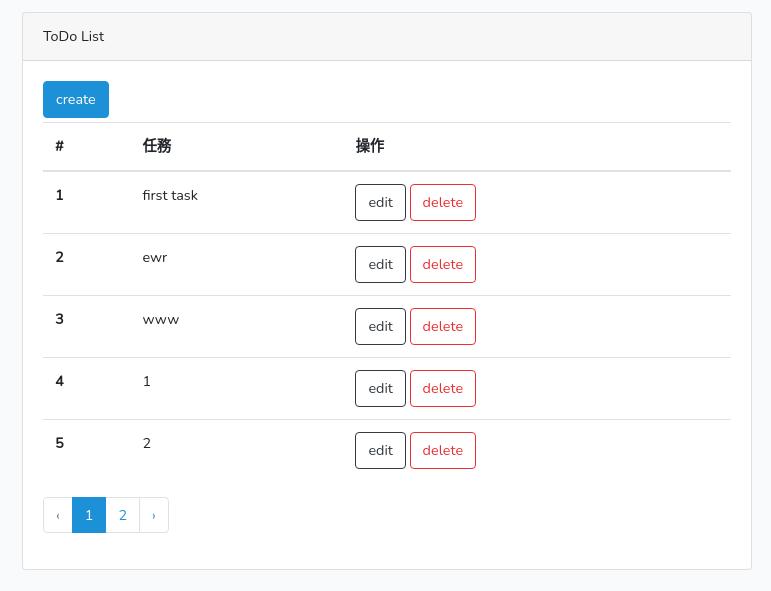 ToDo List
create
# 任務 操作
1 first task edit delete
2 ewr edit delete
3 www edit delete
4 1 edit delete
5 2 edit delete
‹ 1 2 ›